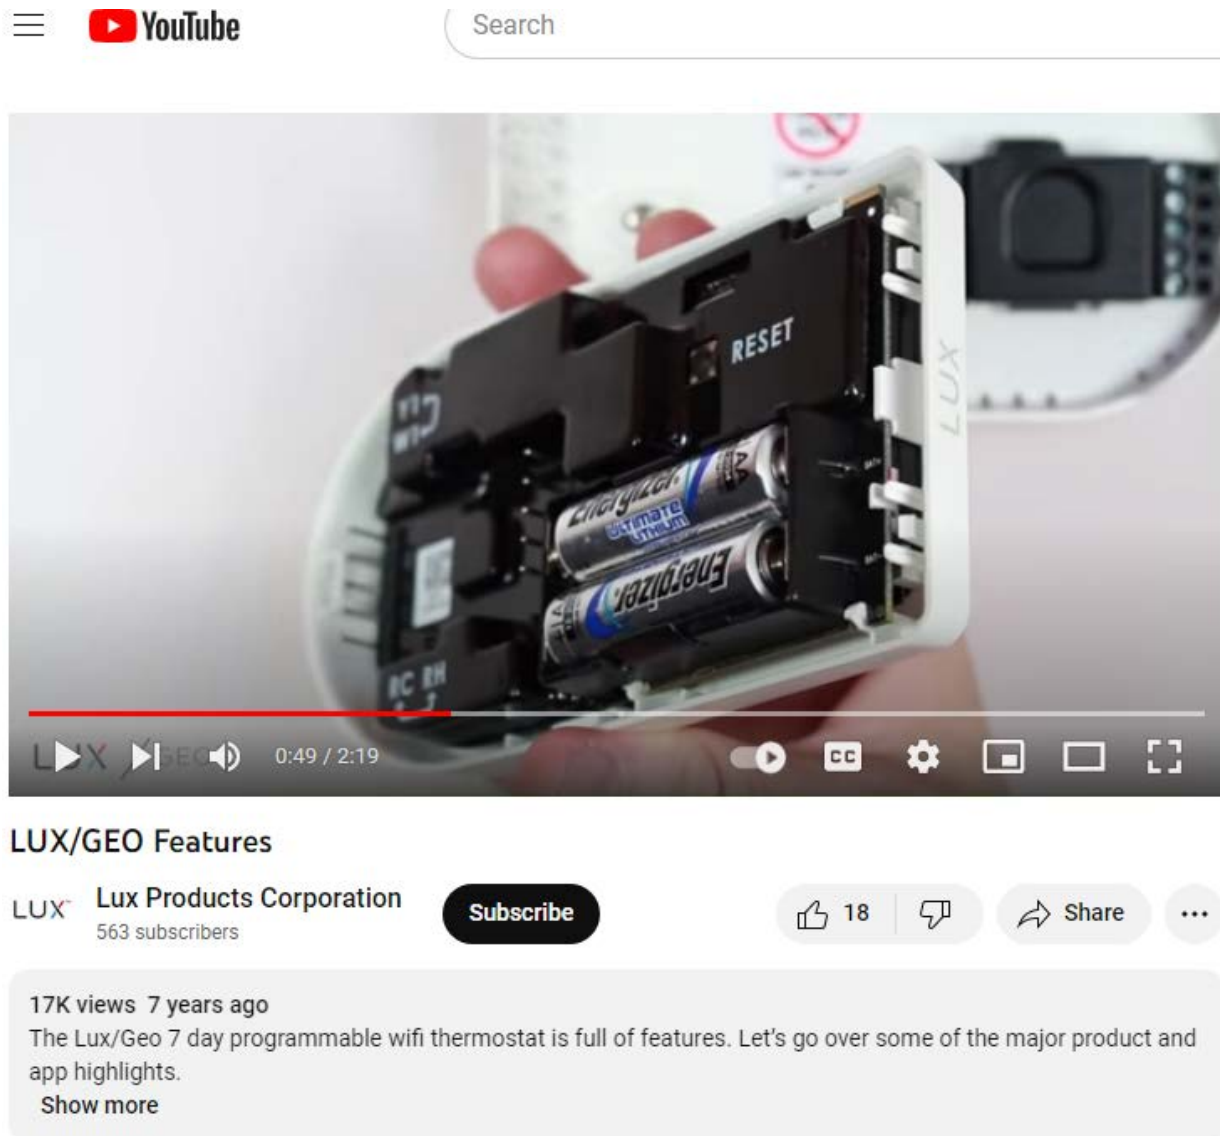 YouTube
Search
RESET
LUX
Energizer
ULTIMATE
LITHIUM
AA
Energizer
RC RH
LUX GEO
0:49 / 2:19
CC
LUX/GEO Features
LUX
Lux Products Corporation
563 subscribers
Subscribe
18
Share
17K views 7 years ago
The Lux/Geo 7 day programmable wifi thermostat is full of features. Let’s go over some of the major product and
app highlights.
Show more